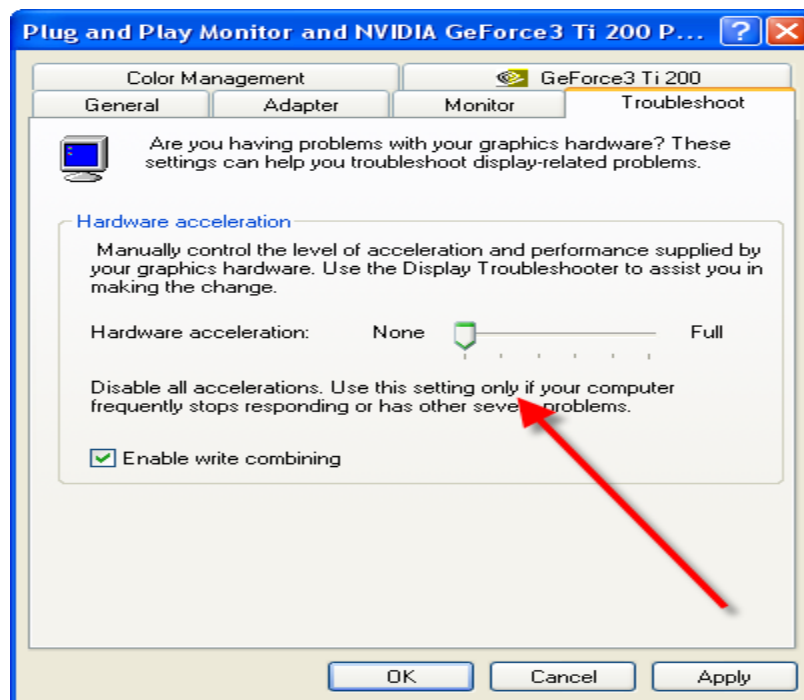 Plug and Play Monitor and NVIDIA GeForce3 Ti 200 P...
Color Management
GeForce3 Ti 200
General
Adapter
Monitor
Troubleshoot
Are you having problems with your graphics hardware? These
settings can help you troubleshoot display-related problems.
Hardware acceleration
Manually control the level of acceleration and performance supplied by
your graphics hardware. Use the Display Troubleshooter to assist you in
making the change.
Hardware acceleration: None Full
Disable all accelerations. Use this setting only if your computer
frequently stops responding or has other severe problems.
Enable write combining
OK Cancel Apply